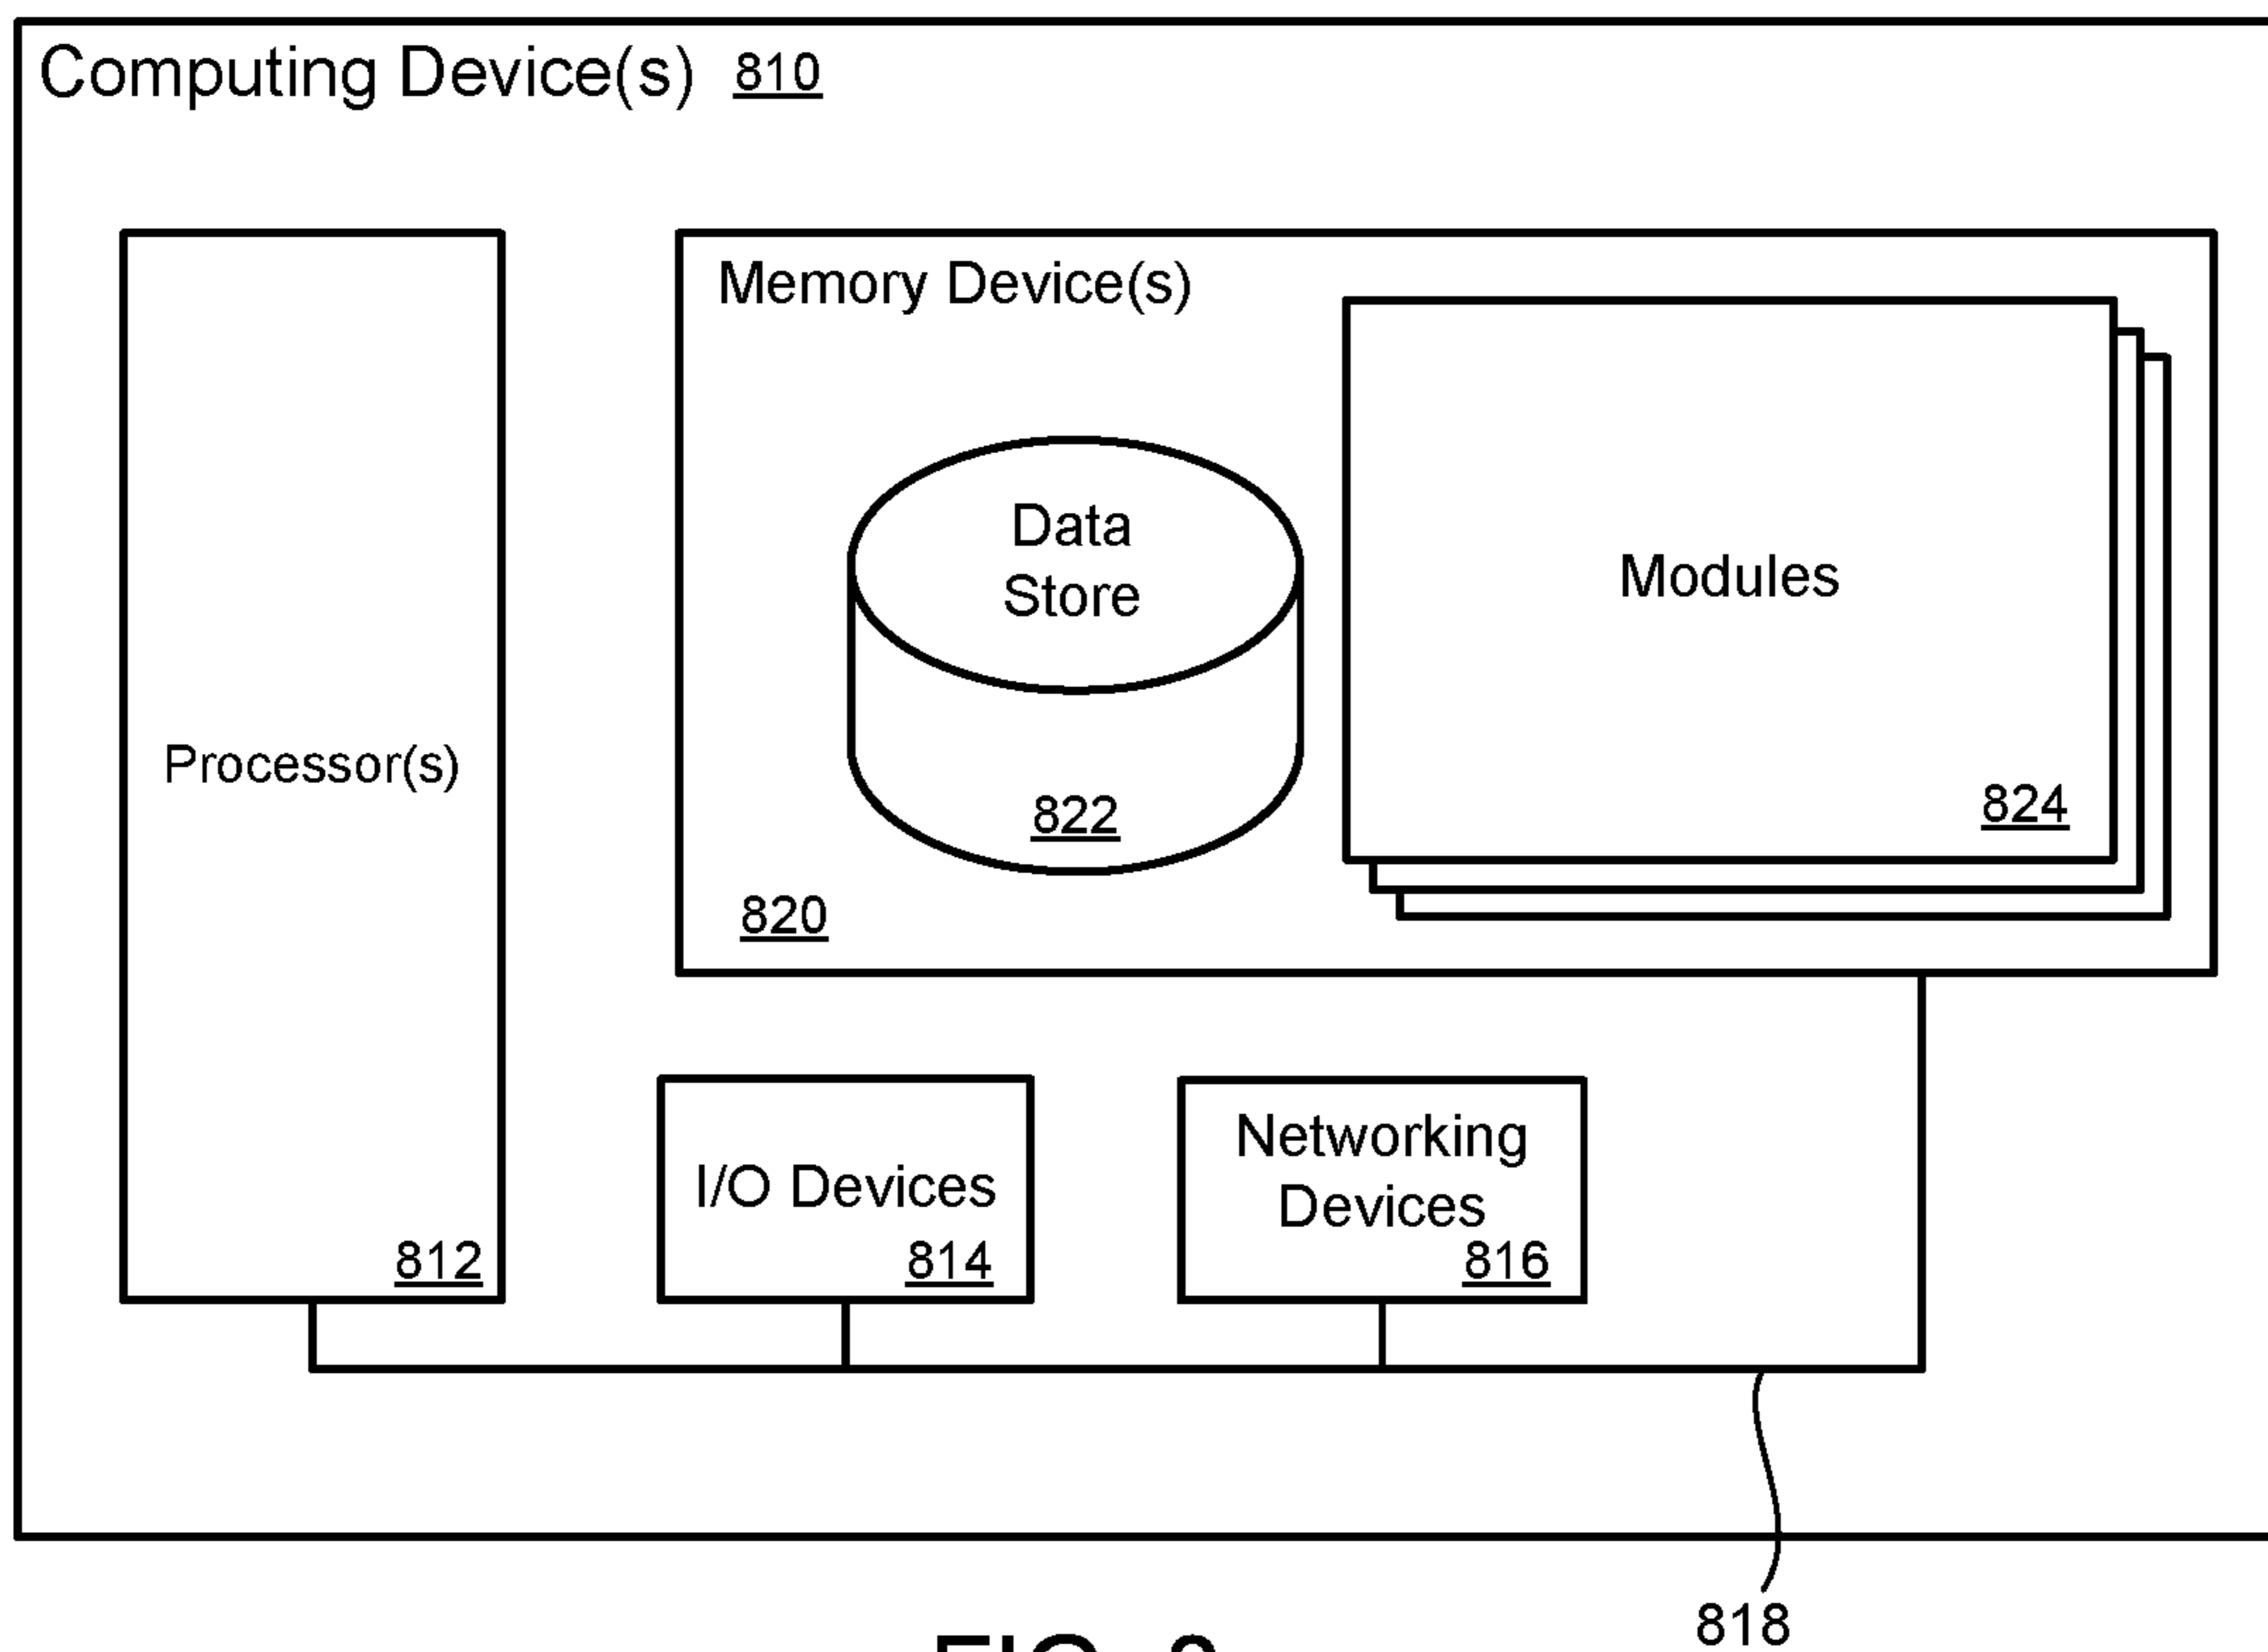 Computing Device(s) 810
Memory Device(s)
Data
Store
Modules
Processor(s)
824
822
820
Networking
I/O Devices
Devices
812
814
816
818